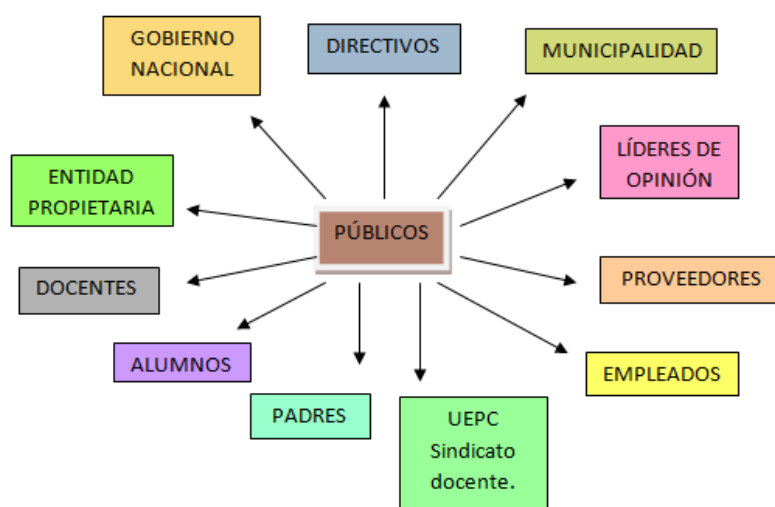 GOBIERNO
NACIONAL
DIRECTIVOS
MUNICIPALIDAD
LÍDERES DE
OPINIÓN
ENTIDAD
PROPIETARIA
PÚBLICOS
DOCENTES
PROVEEDORES
ALUMNOS
EMPLEADOS
PADRES
UEPC
Sindicato
docente.